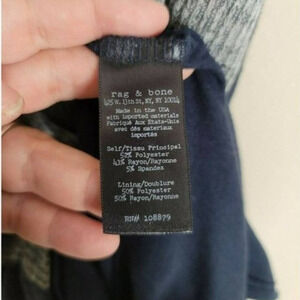 rag & bone
425 W. 13th St, NY, NY 10014
Made in the USA
with imported materials
Fabriqué Aux Etats-Unis
avec dés materiaux
importés
Self/Tissu Principal
52% Polyester
43% Rayon/Rayonne
5% Spandex
Lining/Doublure
50% Polyester
50% Rayon/Rayonne
RN# 108879